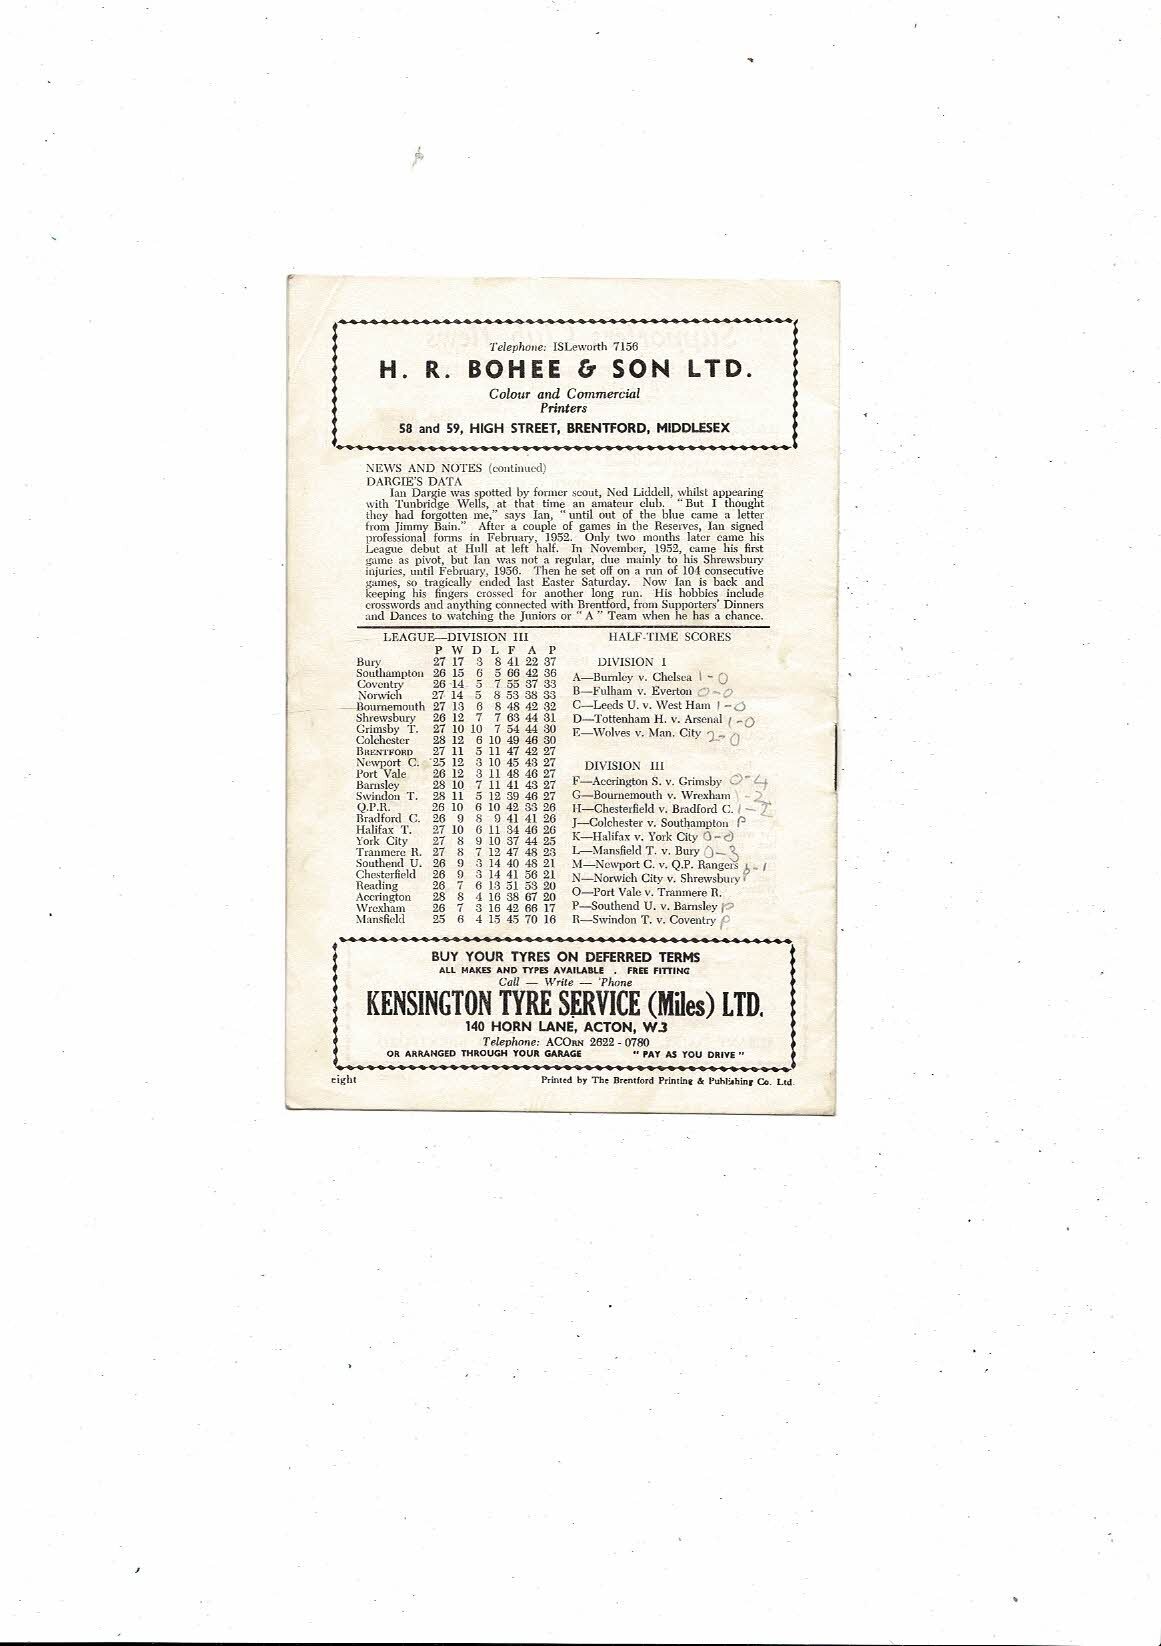 Telephone: ISLeworth 7156
H. R. BOHEE & SON LTD.
Colour and Commercial
Printers
58 and 59, HIGH STREET, BRENTFORD, MIDDLESEX
NEWS AND NOTES (continued)
DARGIE'S DATA
Ian Dargie was spotted by former scout, Ned Liddell, whilst appearing
with Tunbridge Wells, at that time an amateur club. "But I thought
they had forgotten me," says Ian, "until out of the blue came a letter
from Jimmy Bain." After a couple of games in the Reserves, Ian signed
professional forms in February, 1952. Only two months later came his
League debut at Hull at left half. In November, 1952, came his first
game as pivot, but Ian was not a regular, due mainly to his Shrewsbury
injuries, until February, 1956. Then he set off on a run of 104 consecutive
games, so tragically ended last Easter Saturday. Now Ian is back and
keeping his fingers crossed for another long run. His hobbies include
crosswords and anything connected with Brentford, from Supporters' Dinners
and Dances to watching the Juniors or "A" Team when he has a chance.
LEAGUE—DIVISION III
P W D L F A P
Bury 27 17 3 8 41 22 37
Southampton 26 15 6 5 66 42 36
Coventry 26 14 5 7 55 37 33
Norwich 27 14 5 8 53 38 33
Bournemouth 27 13 6 8 48 42 32
Shrewsbury 26 12 7 7 63 44 31
Grimsby T. 27 10 10 7 54 44 30
Colchester 28 12 6 10 49 46 30
BRENTFORD 27 11 5 11 47 42 27
Newport C. 25 12 3 10 45 43 27
Port Vale 26 12 3 11 48 46 27
Barnsley 28 10 7 11 41 43 27
Swindon T. 28 11 5 12 39 46 27
Q.P.R. 26 10 6 10 42 33 26
Bradford C. 26 9 8 9 41 41 26
Halifax T. 27 10 6 11 34 46 26
York City 27 8 9 10 37 44 25
Tranmere R. 27 8 7 12 47 48 23
Southend U. 26 9 3 14 40 48 21
Chesterfield 26 9 3 14 41 56 21
Reading 26 7 6 13 51 53 20
Accrington 28 8 4 16 38 67 20
Wrexham 26 7 3 16 42 66 17
Mansfield 25 6 4 15 45 70 16
HALF-TIME SCORES
DIVISION I
A—Burnley v. Chelsea 1-0
B—Fulham v. Everton 0-0
C—Leeds U. v. West Ham 1-0
D—Tottenham H. v. Arsenal 1-0
E—Wolves v. Man. City 2-0
DIVISION III
F—Accrington S. v. Grimsby 0-4
G—Bournemouth v. Wrexham 1-2
H—Chesterfield v. Bradford C. 1-2
J—Colchester v. Southampton P
K—Halifax v. York City 0-0
L—Mansfield T. v. Bury 0-3
M—Newport C. v. Q.P. Rangers
N—Norwich City v. Shrewsbury P
O—Port Vale v. Tranmere R.
P—Southend U. v. Barnsley P
R—Swindon T. v. Coventry P
BUY YOUR TYRES ON DEFERRED TERMS
ALL MAKES AND TYPES AVAILABLE . FREE FITTING
Call — Write — 'Phone
KENSINGTON TYRE SERVICE (Miles) LTD.
140 HORN LANE, ACTON, W.3
Telephone: ACORN 2622 - 0780
OR ARRANGED THROUGH YOUR GARAGE "PAY AS YOU DRIVE"
eight Printed by The Brentford Printing & Publishing Co. Ltd.